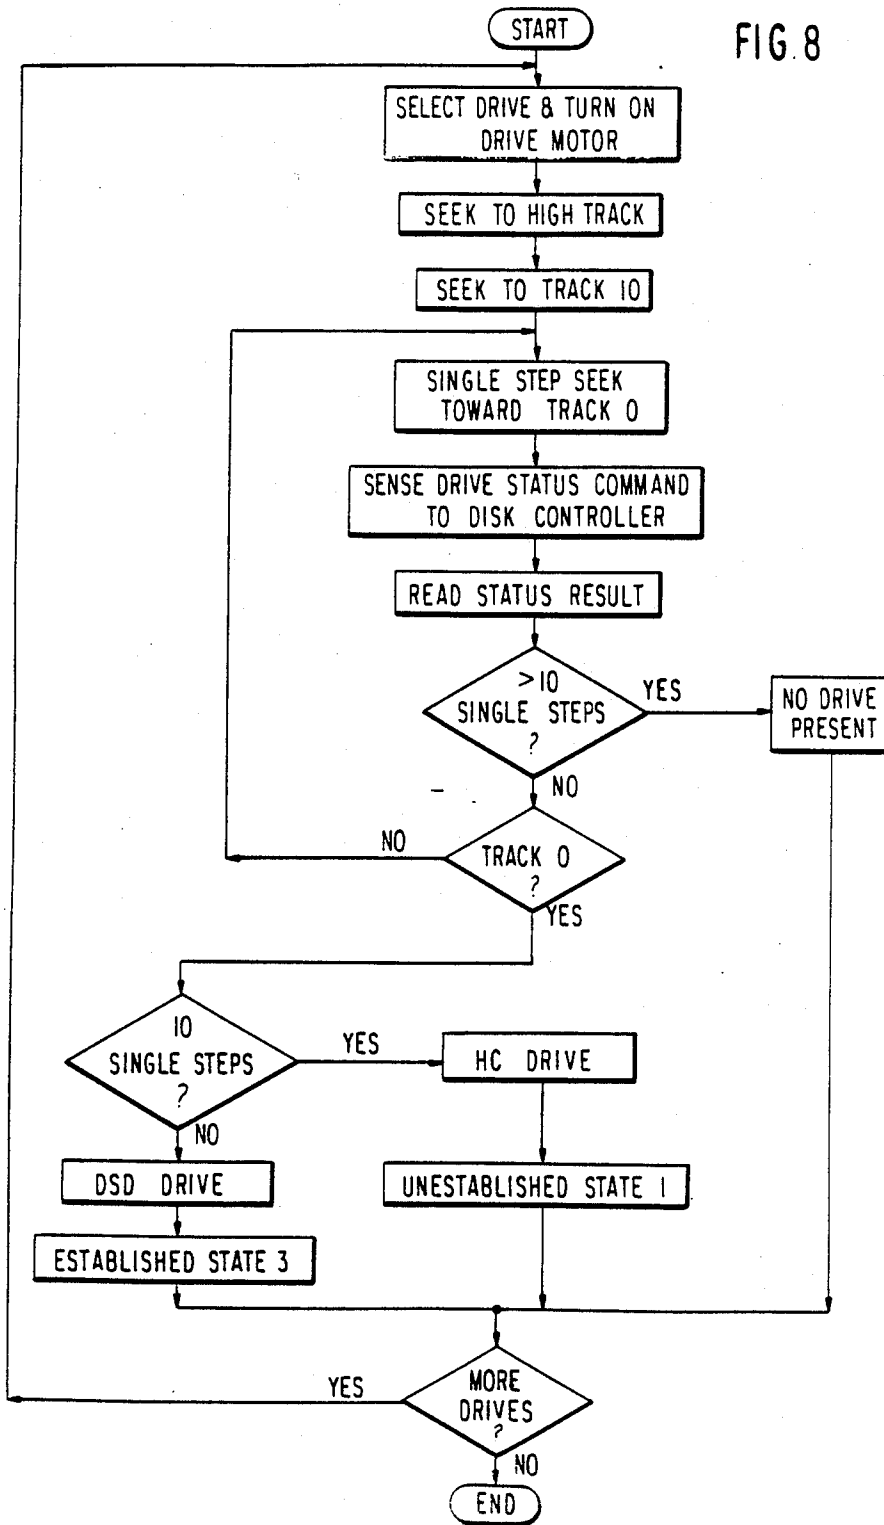 START
FIG. 8
SELECT DRIVE & TURN ON
DRIVE MOTOR
SEEK TO HIGH TRACK
SEEK TO TRACK 10
SINGLE STEP SEEK
TOWARD TRACK 0
SENSE DRIVE STATUS COMMAND
TO DISK CONTROLLER
READ STATUS RESULT
>10
SINGLE STEPS
?
YES
NO DRIVE
PRESENT
NO
TRACK 0
?
NO
YES
10
SINGLE STEPS
?
YES
HC DRIVE
NO
DSD DRIVE
UNESTABLISHED STATE 1
ESTABLISHED STATE 3
MORE
DRIVES
?
YES
NO
END